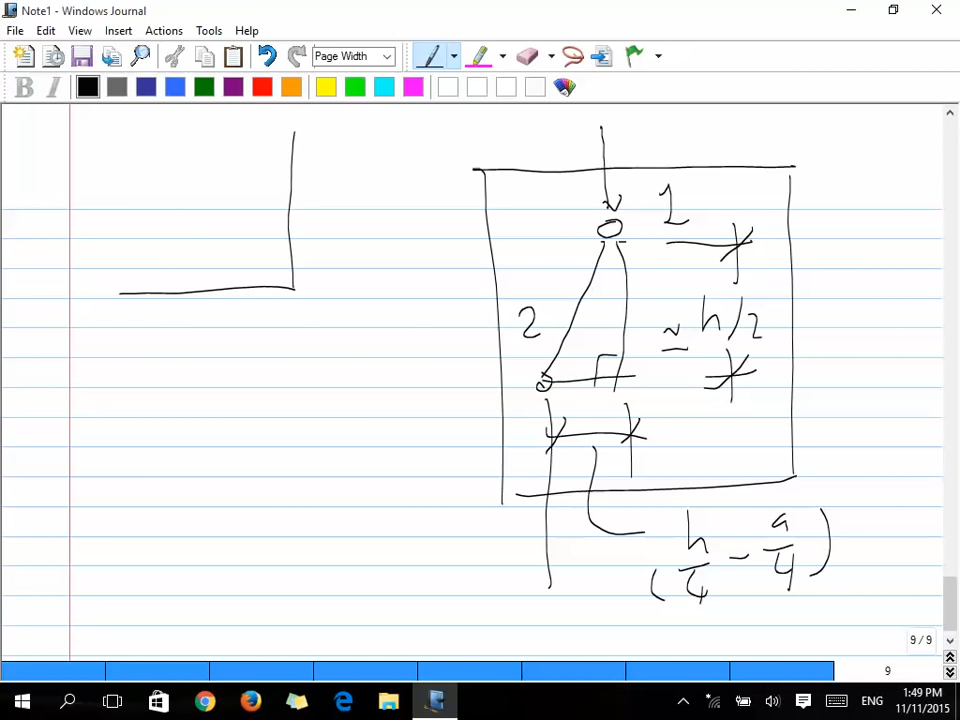 Note1 - Windows Journal
File Edit View Insert Actions Tools Help
Page Width
B I
1
2
~ h/2
(h/4 - a/4)
9 / 9
9
ENG
1:49 PM
11/11/2015